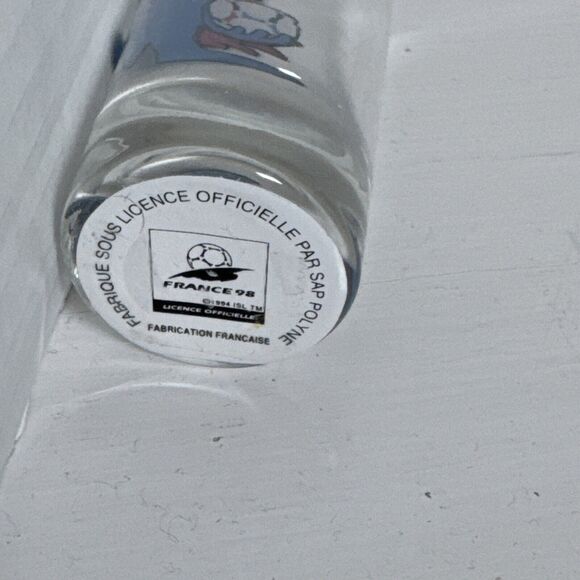 FABRIQUE SOUS LICENCE OFFICIELLE PAR SAP POLYNE
FRANCE 98
©1994 ISL TM
LICENCE OFFICIELLE
FABRICATION FRANCAISE